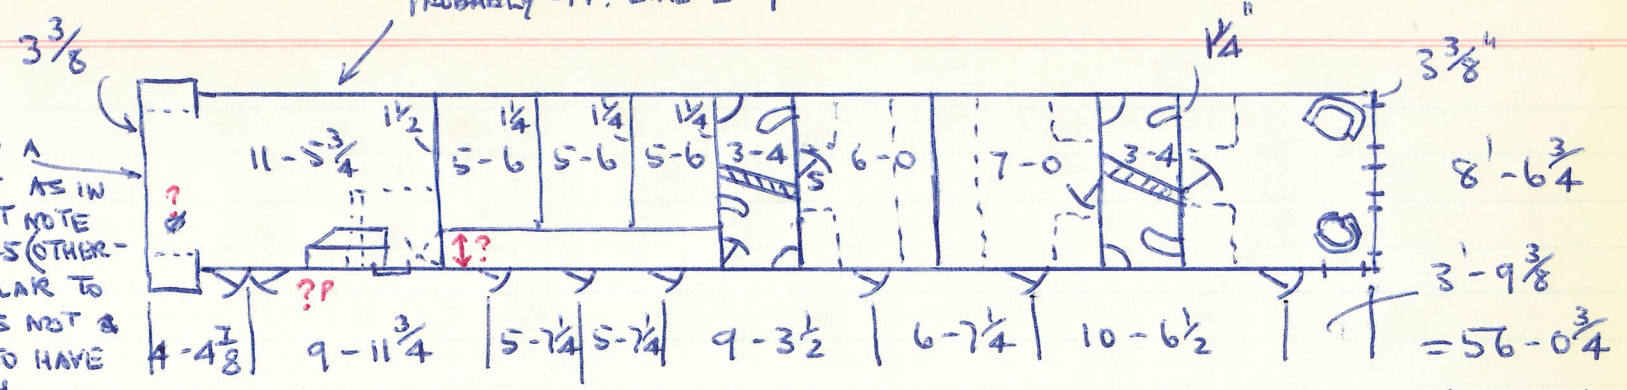 PROBABLY
3 3/8
1 1/4"
3 3/8"
1 1/2
1 1/4
1 1/4
1 1/4
11 - 5 3/4
5 - 6
5 - 6
5 - 6
3 - 4
5
6 - 0
7 - 0
3 - 4
8' - 6 3/4
A
AS IN
NOTE
(OTHER-
TO
NOT
TO HAVE
?
?
?P
4 - 4 7/8
9 - 11 3/4
5 - 7 1/4
5 - 7 1/4
9 - 3 1/2
6 - 7 1/4
10 - 6 1/2
3' - 9 3/8
= 56 - 0 3/4